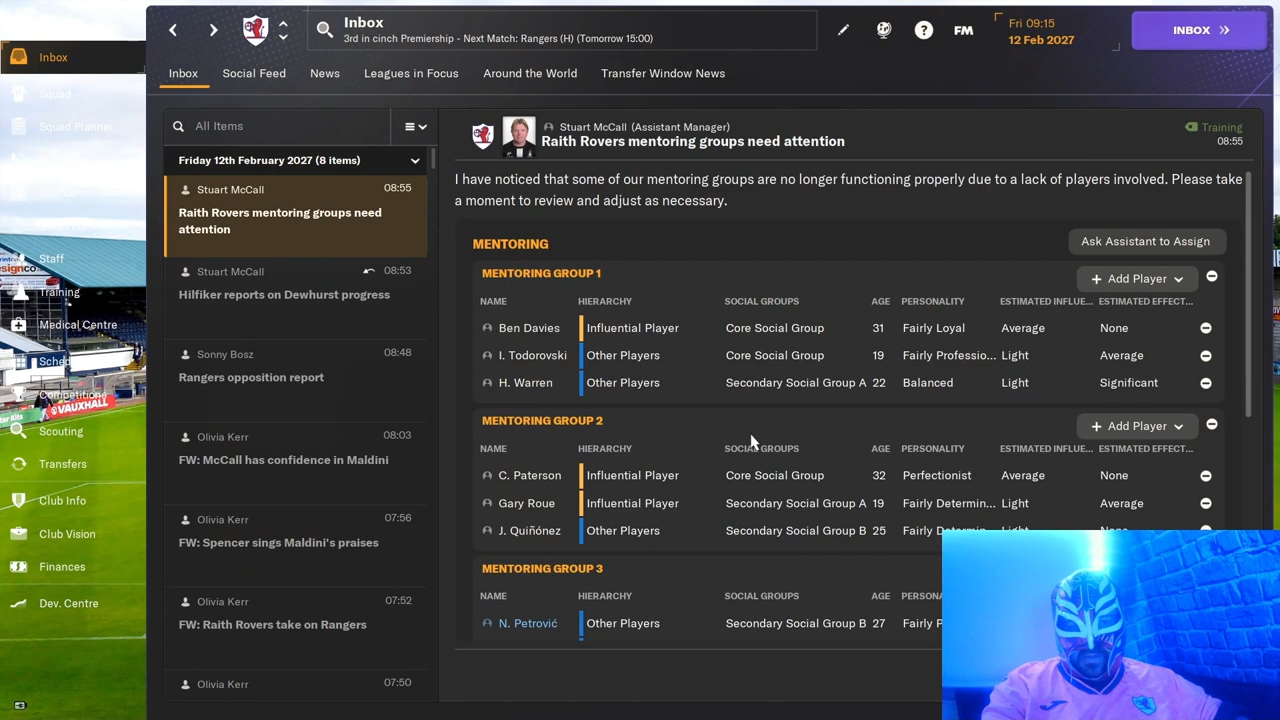 Inbox
3rd in cinch Premiership - Next Match: Rangers (H) (Tomorrow 15:00)
FM
Fri 09:15
12 Feb 2027
INBOX
Inbox
Squad
Squad Planner
Staff
Training
Medical Centre
Sched
Competitions
Scouting
Transfers
Club Info
Club Vision
Finances
Dev. Centre
Inbox Social Feed News Leagues in Focus Around the World Transfer Window News
All Items
Friday 12th February 2027 (8 items)
Stuart McCall 08:55
Raith Rovers mentoring groups need
attention
Stuart McCall 08:53
Hilfiker reports on Dewhurst progress
Sonny Bosz 08:48
Rangers opposition report
Olivia Kerr 08:03
FW: McCall has confidence in Maldini
Olivia Kerr 07:56
FW: Spencer sings Maldini's praises
Olivia Kerr 07:52
FW: Raith Rovers take on Rangers
Olivia Kerr 07:50
Stuart McCall (Assistant Manager)
Raith Rovers mentoring groups need attention
Training
08:55
I have noticed that some of our mentoring groups are no longer functioning properly due to a lack of players involved. Please take
a moment to review and adjust as necessary.
MENTORING
Ask Assistant to Assign
MENTORING GROUP 1
Add Player
NAME HIERARCHY SOCIAL GROUPS AGE PERSONALITY ESTIMATED INFLUE... ESTIMATED EFFECT...
Ben Davies Influential Player Core Social Group 31 Fairly Loyal Average None
I. Todorovski Other Players Core Social Group 19 Fairly Professio... Light Average
H. Warren Other Players Secondary Social Group A 22 Balanced Light Significant
MENTORING GROUP 2
Add Player
NAME HIERARCHY SOCIAL GROUPS AGE PERSONALITY ESTIMATED INFLUE... ESTIMATED EFFECT...
C. Paterson Influential Player Core Social Group 32 Perfectionist Average None
Gary Roue Influential Player Secondary Social Group A 19 Fairly Determin... Light Average
J. Quiñónez Other Players Secondary Social Group B 25 Fairly Determin... Light None
MENTORING GROUP 3
NAME HIERARCHY SOCIAL GROUPS AGE PERSONA
N. Petrović Other Players Secondary Social Group B 27 Fairly P
VAUXHALL